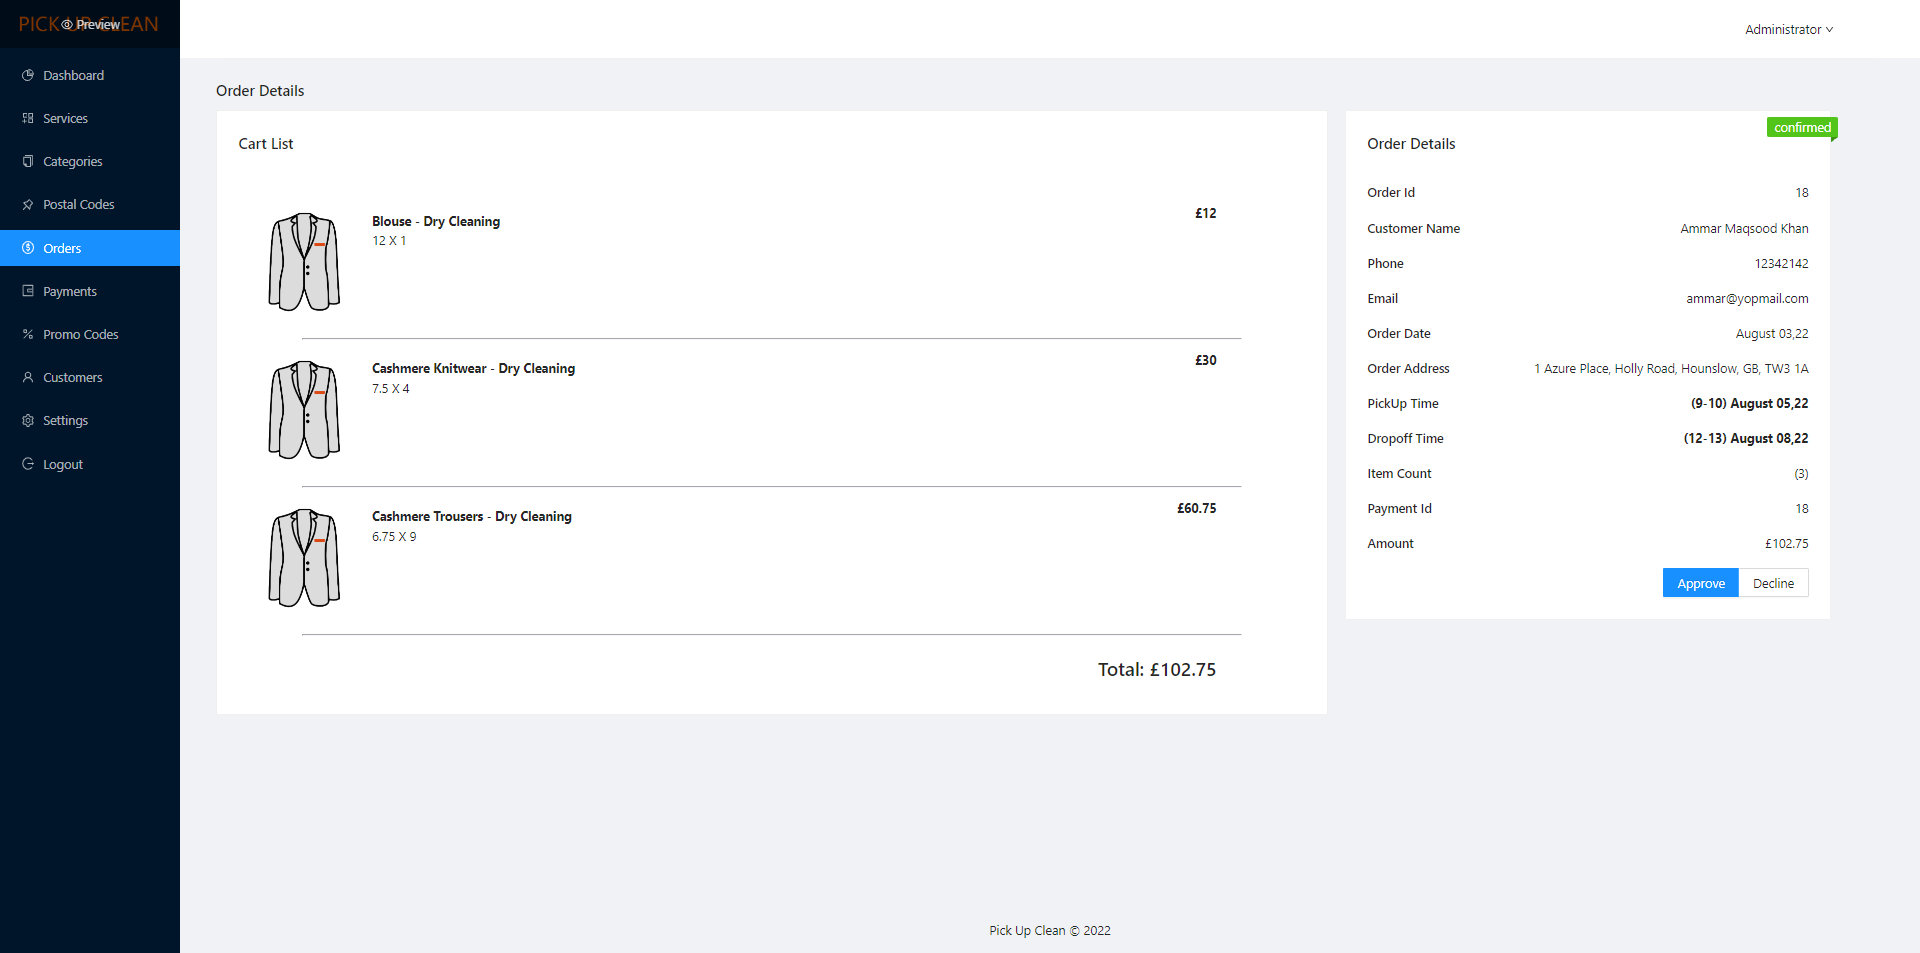 PICK UP CLEAN
Preview
Dashboard
Services
Categories
Postal Codes
Orders
Payments
Promo Codes
Customers
Settings
Logout
Administrator
Order Details
Cart List
Blouse - Dry Cleaning
£12
12 X 1
Cashmere Knitwear - Dry Cleaning
£30
7.5 X 4
Cashmere Trousers - Dry Cleaning
£60.75
6.75 X 9
Total: £102.75
confirmed
Order Details
Order Id 18
Customer Name Ammar Maqsood Khan
Phone 12342142
Email ammar@yopmail.com
Order Date August 03,22
Order Address 1 Azure Place, Holly Road, Hounslow, GB, TW3 1A
PickUp Time (9-10) August 05,22
Dropoff Time (12-13) August 08,22
Item Count (3)
Payment Id 18
Amount £102.75
Approve Decline
Pick Up Clean © 2022